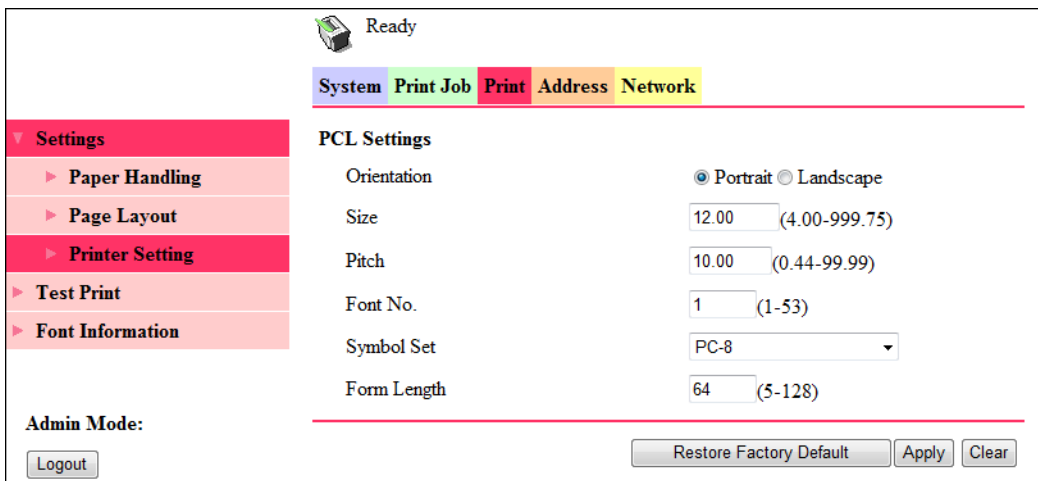 Ready
System Print Job Print Address Network
Settings
Paper Handling
Page Layout
Printer Setting
Test Print
Font Information
Admin Mode:
Logout
PCL Settings
Orientation Portrait Landscape
Size 12.00 (4.00-999.75)
Pitch 10.00 (0.44-99.99)
Font No. 1 (1-53)
Symbol Set PC-8
Form Length 64 (5-128)
Restore Factory Default Apply Clear